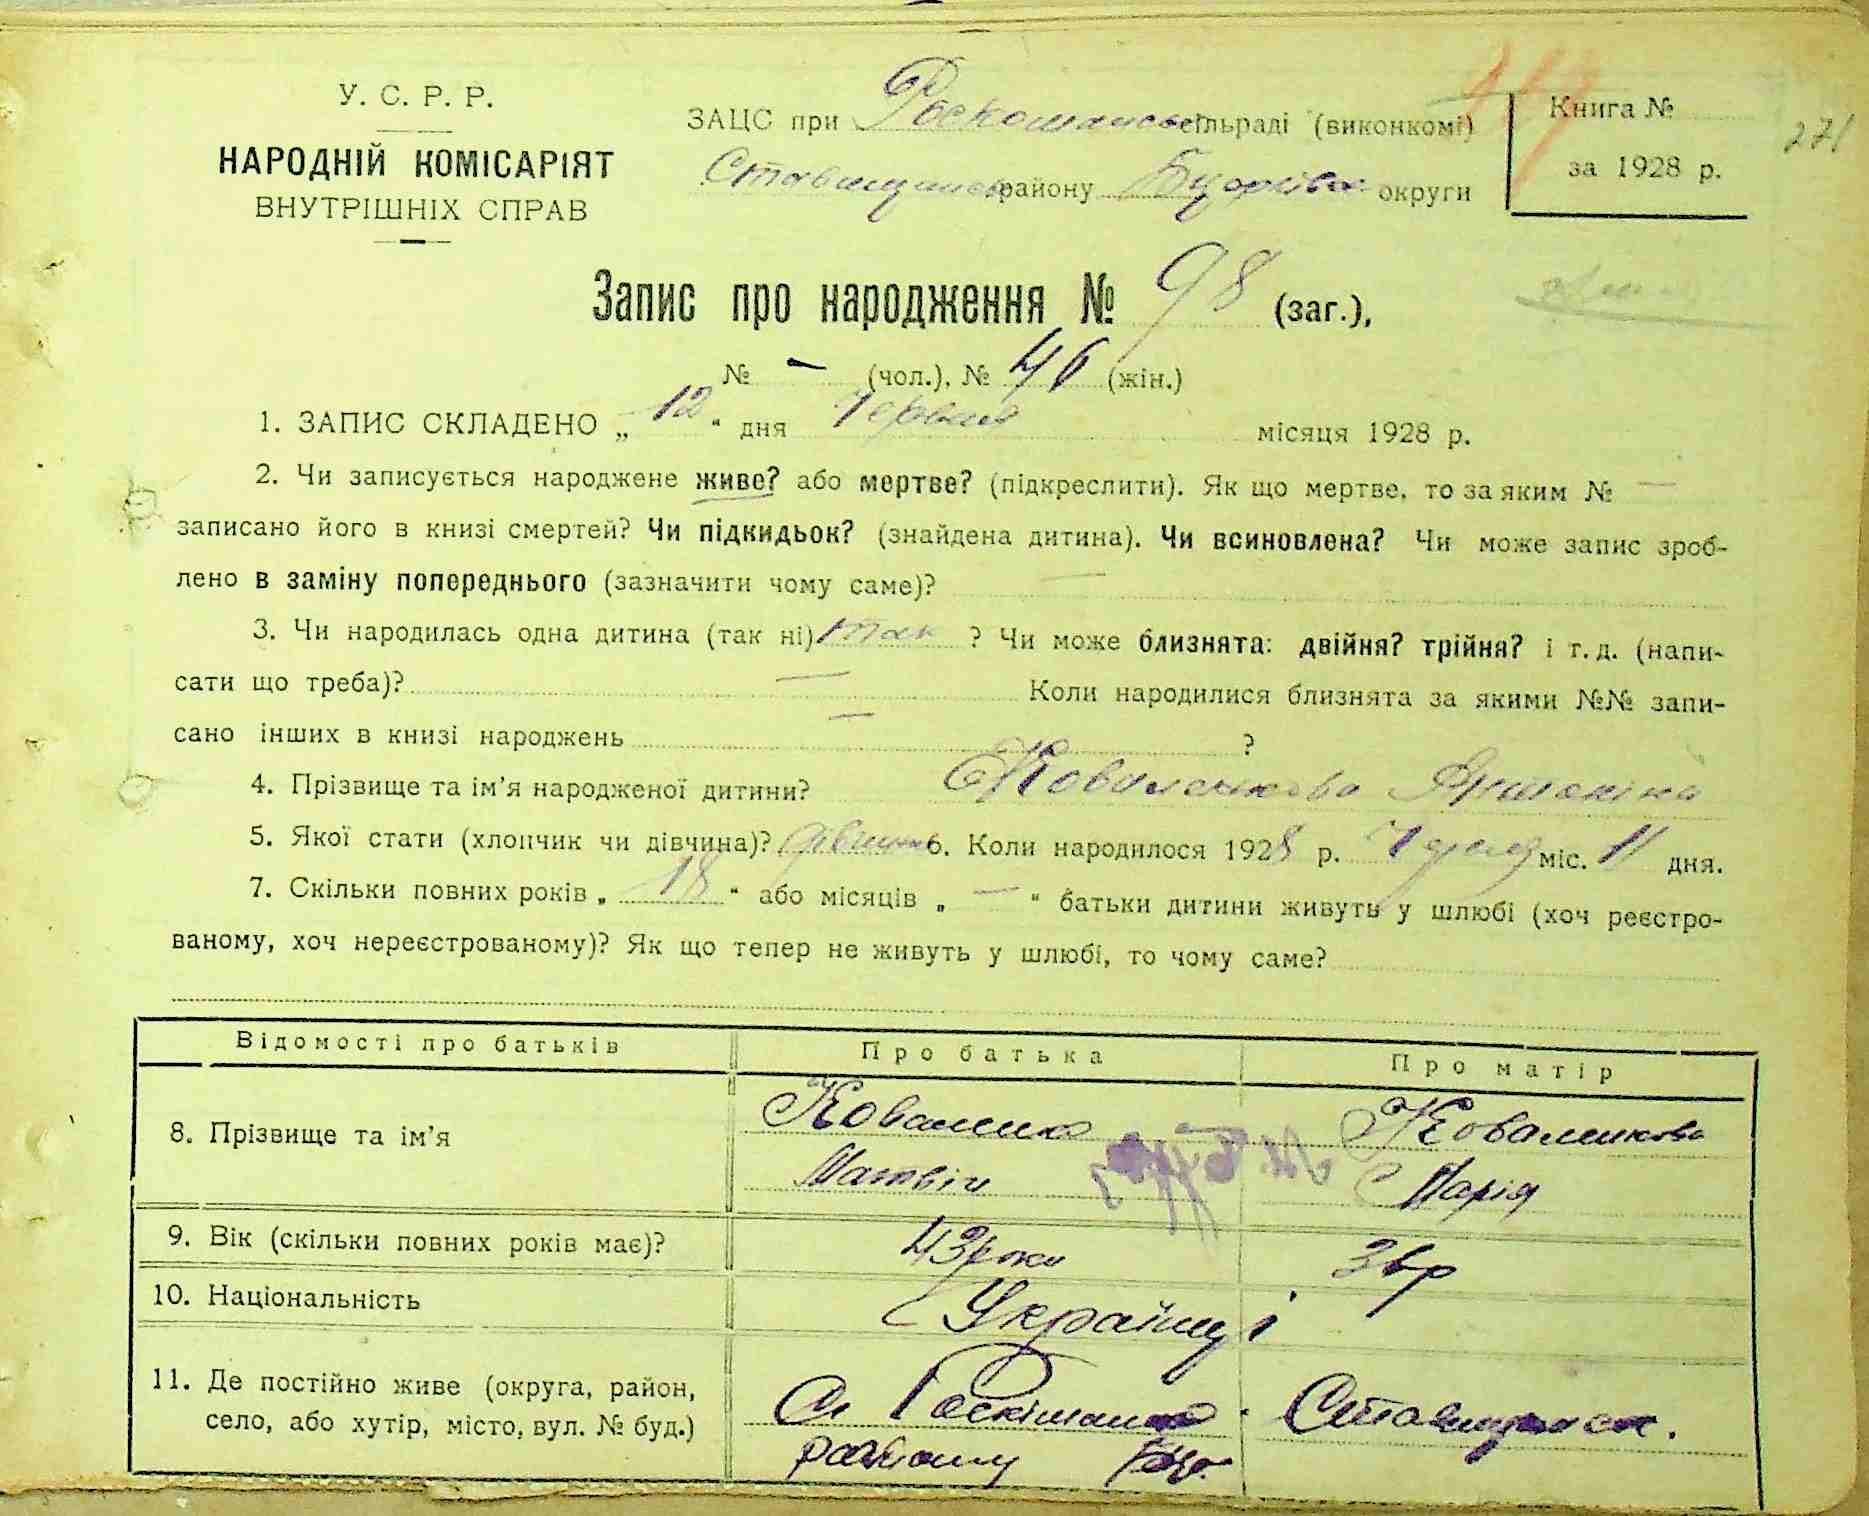 У. С. Р. Р.
НАРОДНІЙ КОМІСАРІЯТ
ВНУТРІШНІХ СПРАВ
ЗАЦС при сільраді (виконкомі)
району округи
Книга №
за 1928 р.
271
Запис про народження № 98 (заг.),
№ — (чол.), № 46 (жін.)
1. ЗАПИС СКЛАДЕНО „ 12 “ дня Червня місяця 1928 р.
2. Чи записується народжене живе? або мертве? (підкреслити). Як що мертве, то за яким № —
записано його в книзі смертей? Чи підкидьок? (знайдена дитина). Чи всиновлена? Чи може запис зроб-
лено в заміну попереднього (зазначити чому саме)? —
3. Чи народилась одна дитина (так ні) так ? Чи може близнята: двійня? трійня? і т. д. (напи-
сати що треба)? — Коли народилися близнята за якими №№ запи-
сано інших в книзі народжень — ?
4. Прізвище та ім’я народженої дитини? Антоніна
5. Якої стати (хлопчик чи дівчина)? дівчина 6. Коли народилося 1928 р. міс. 11 дня.
7. Скільки повних років „ 18 “ або місяців „ — “ батьки дитини живуть у шлюбі (хоч реєстро-
ваному, хоч нереєстрованому)? Як що тепер не живуть у шлюбі, то чому саме?
Відомості про батьків Про батька Про матір
8. Прізвище та ім’я
Матвій Марія
9. Вік (скільки повних років має)? 43 роки
10. Національність Українці
11. Де постійно живе (округа, район,
село, або хутір, місто, вул. № буд.)
району